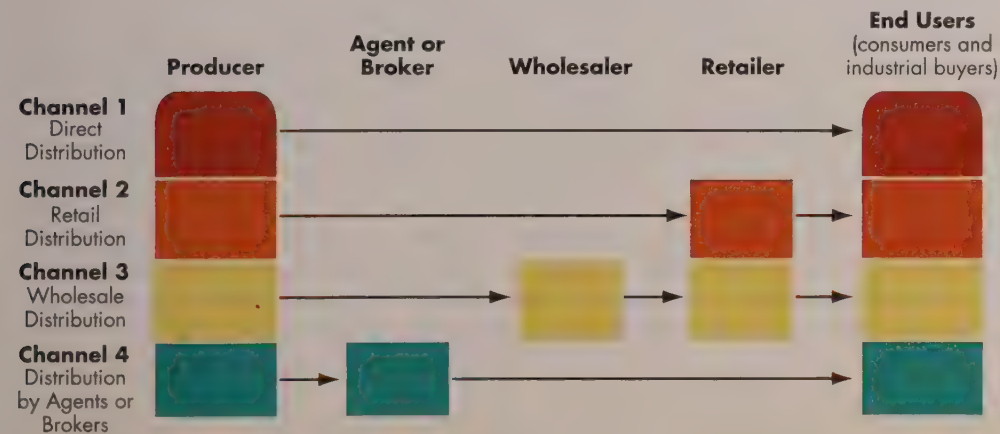 Producer
Agent or
Broker
Wholesaler
Retailer
End Users
(consumers and
industrial buyers)
Channel 1
Direct
Distribution
Channel 2
Retail
Distribution
Channel 3
Wholesale
Distribution
Channel 4
Distribution
by Agents or
Brokers